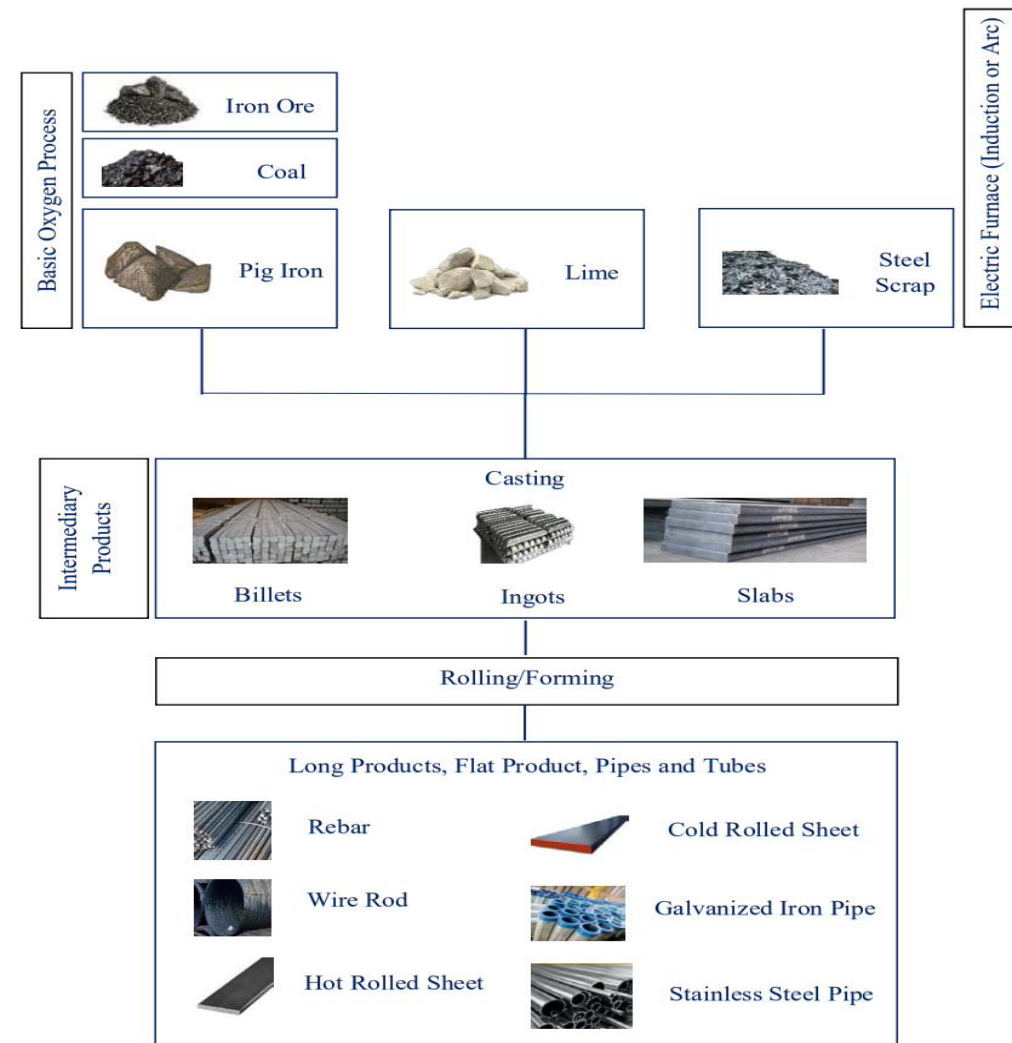 Basic Oxygen Process
Iron Ore
Coal
Pig Iron
Lime
Steel
Scrap
Electric Furnace (Induction or Arc)
Intermediary
Products
Casting
Billets
Ingots
Slabs
Rolling/Forming
Long Products, Flat Product, Pipes and Tubes
Rebar
Cold Rolled Sheet
Wire Rod
Galvanized Iron Pipe
Hot Rolled Sheet
Stainless Steel Pipe